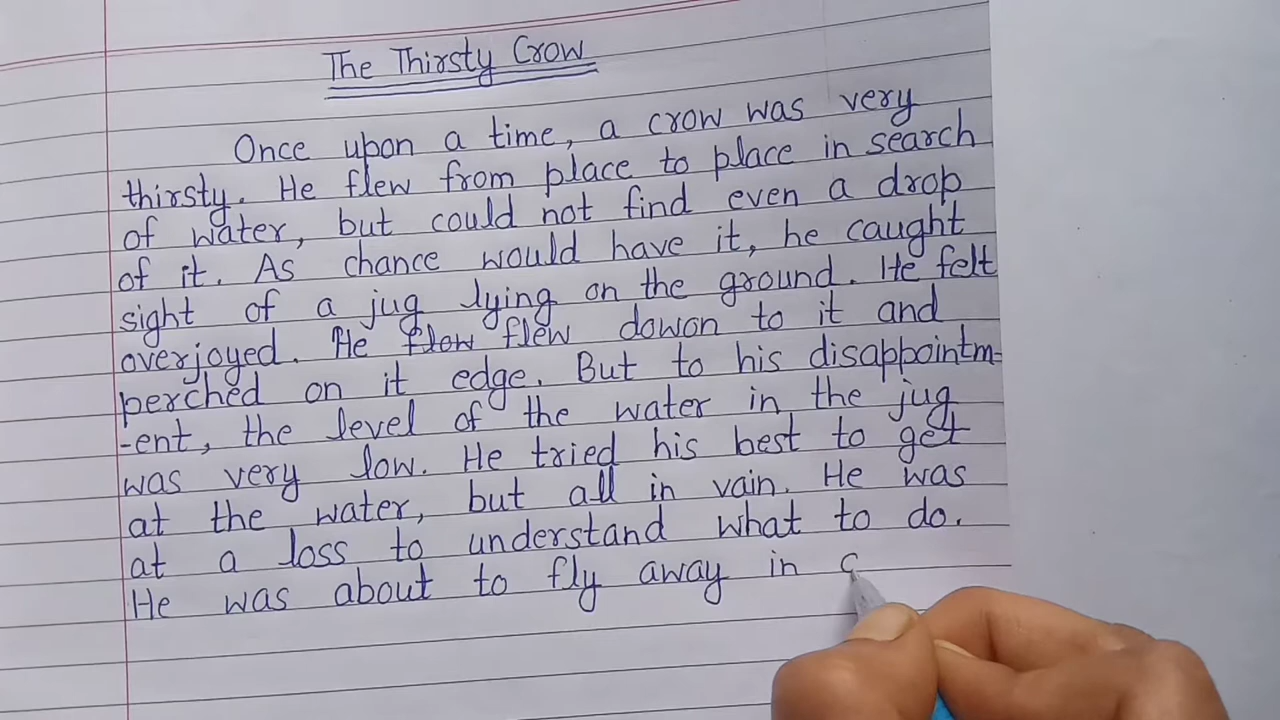 The Thirsty Crow
Once upon a time, a crow was very
thirsty. He flew from place to place in search
of water, but could not find even a drop
of it. As chance would have it, he caught
sight of a jug lying on the ground. He felt
overjoyed. He flow flew dowon to it and
perched on it edge. But to his disappointm-
-ent, the level of the water in the jug
was very low. He tried his best to get
at the water, but all in vain. He was
at a loss to understand what to do.
He was about to fly away in